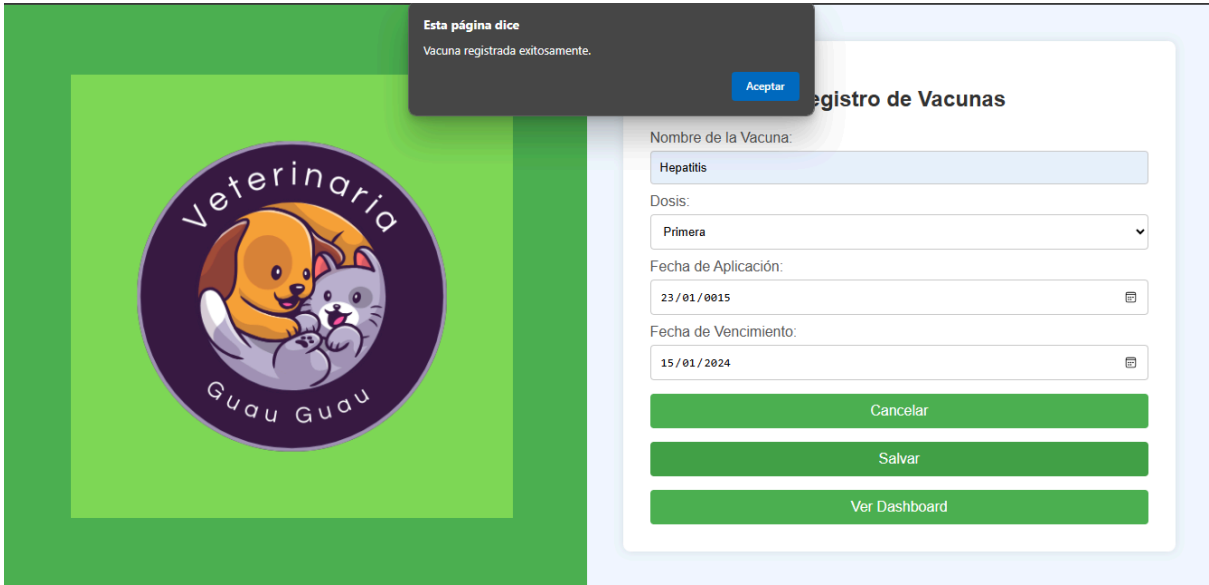 Esta página dice
Vacuna registrada exitosamente.
Aceptar
Veterinaria
Guau Guau
egistro de Vacunas
Nombre de la Vacuna:
Hepatitis
Dosis:
Primera
Fecha de Aplicación:
23/01/0015
Fecha de Vencimiento:
15/01/2024
Cancelar
Salvar
Ver Dashboard